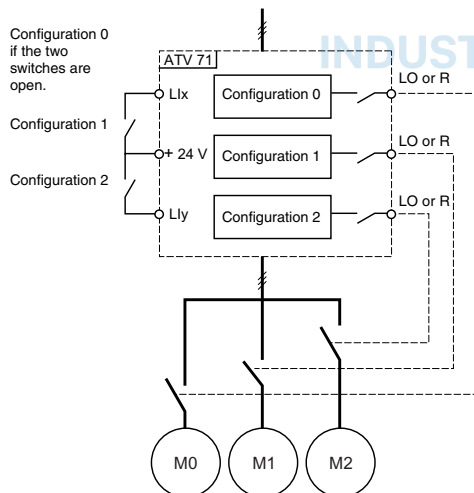 Configuration 0
if the two
switches are
open.
INDUST
ATV 71
LIx
Configuration 0
LO or R
Configuration 1
+ 24 V
Configuration 1
LO or R
Configuration 2
LIy
Configuration 2
LO or R
M0
M1
M2